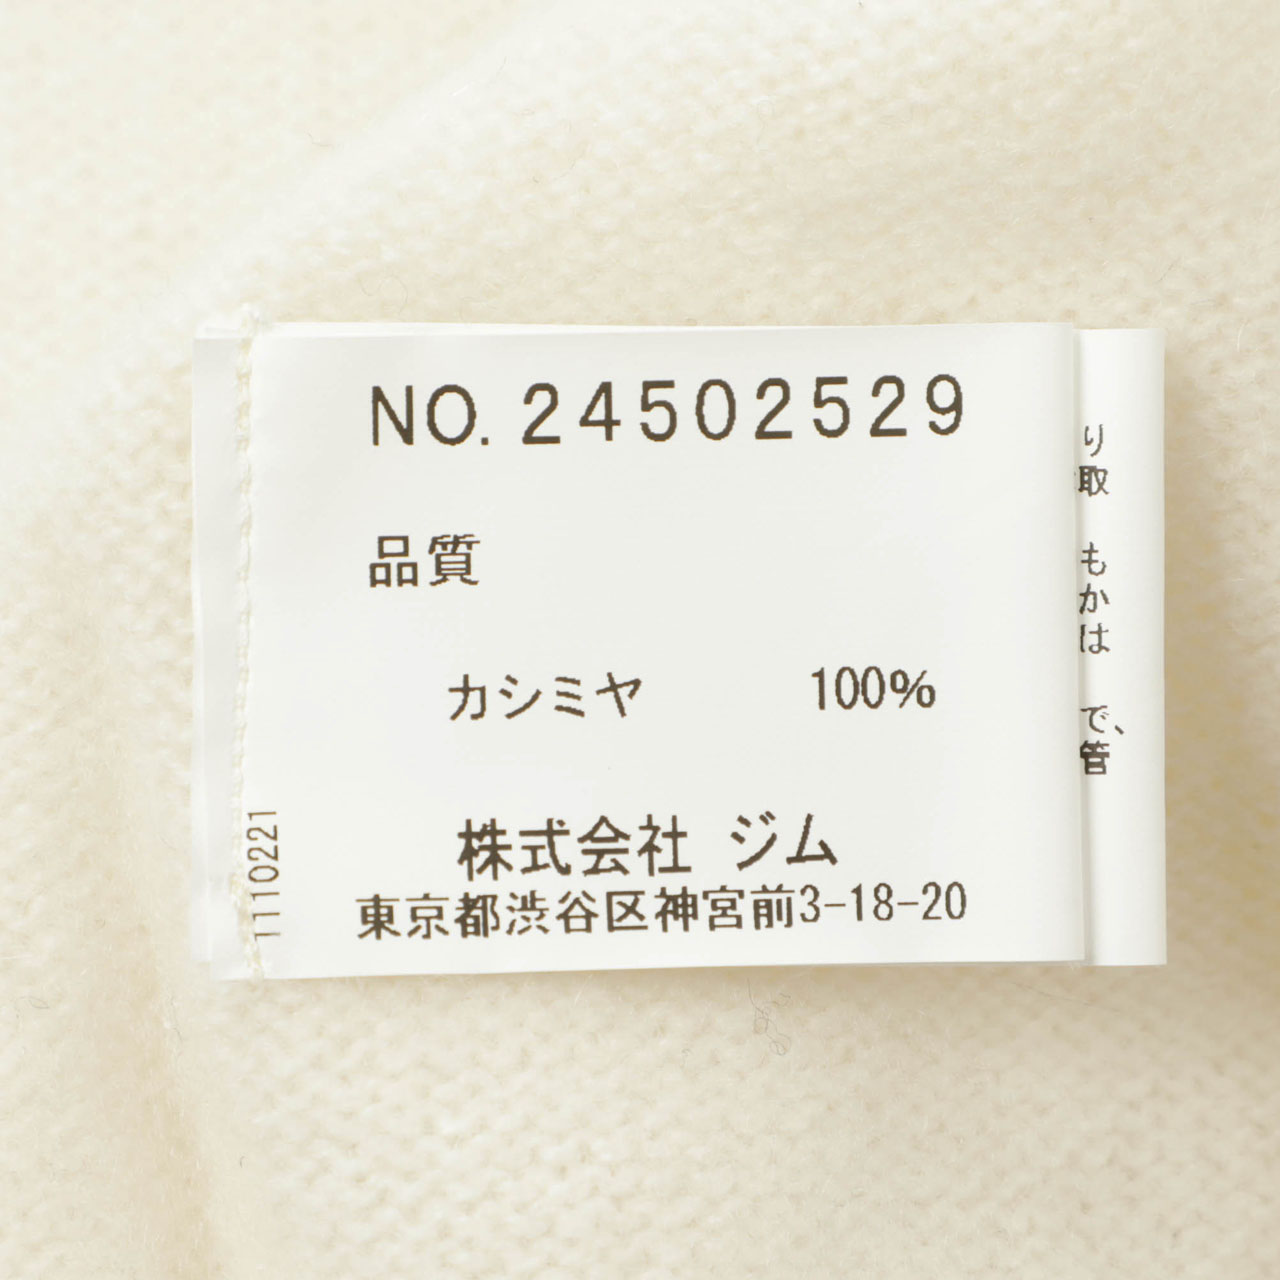 NO. 24502529
品質
カシミヤ 100%
株式会社 ジム
東京都渋谷区神宮前3-18-20
1110221
り
取
も
か
は
で、
管